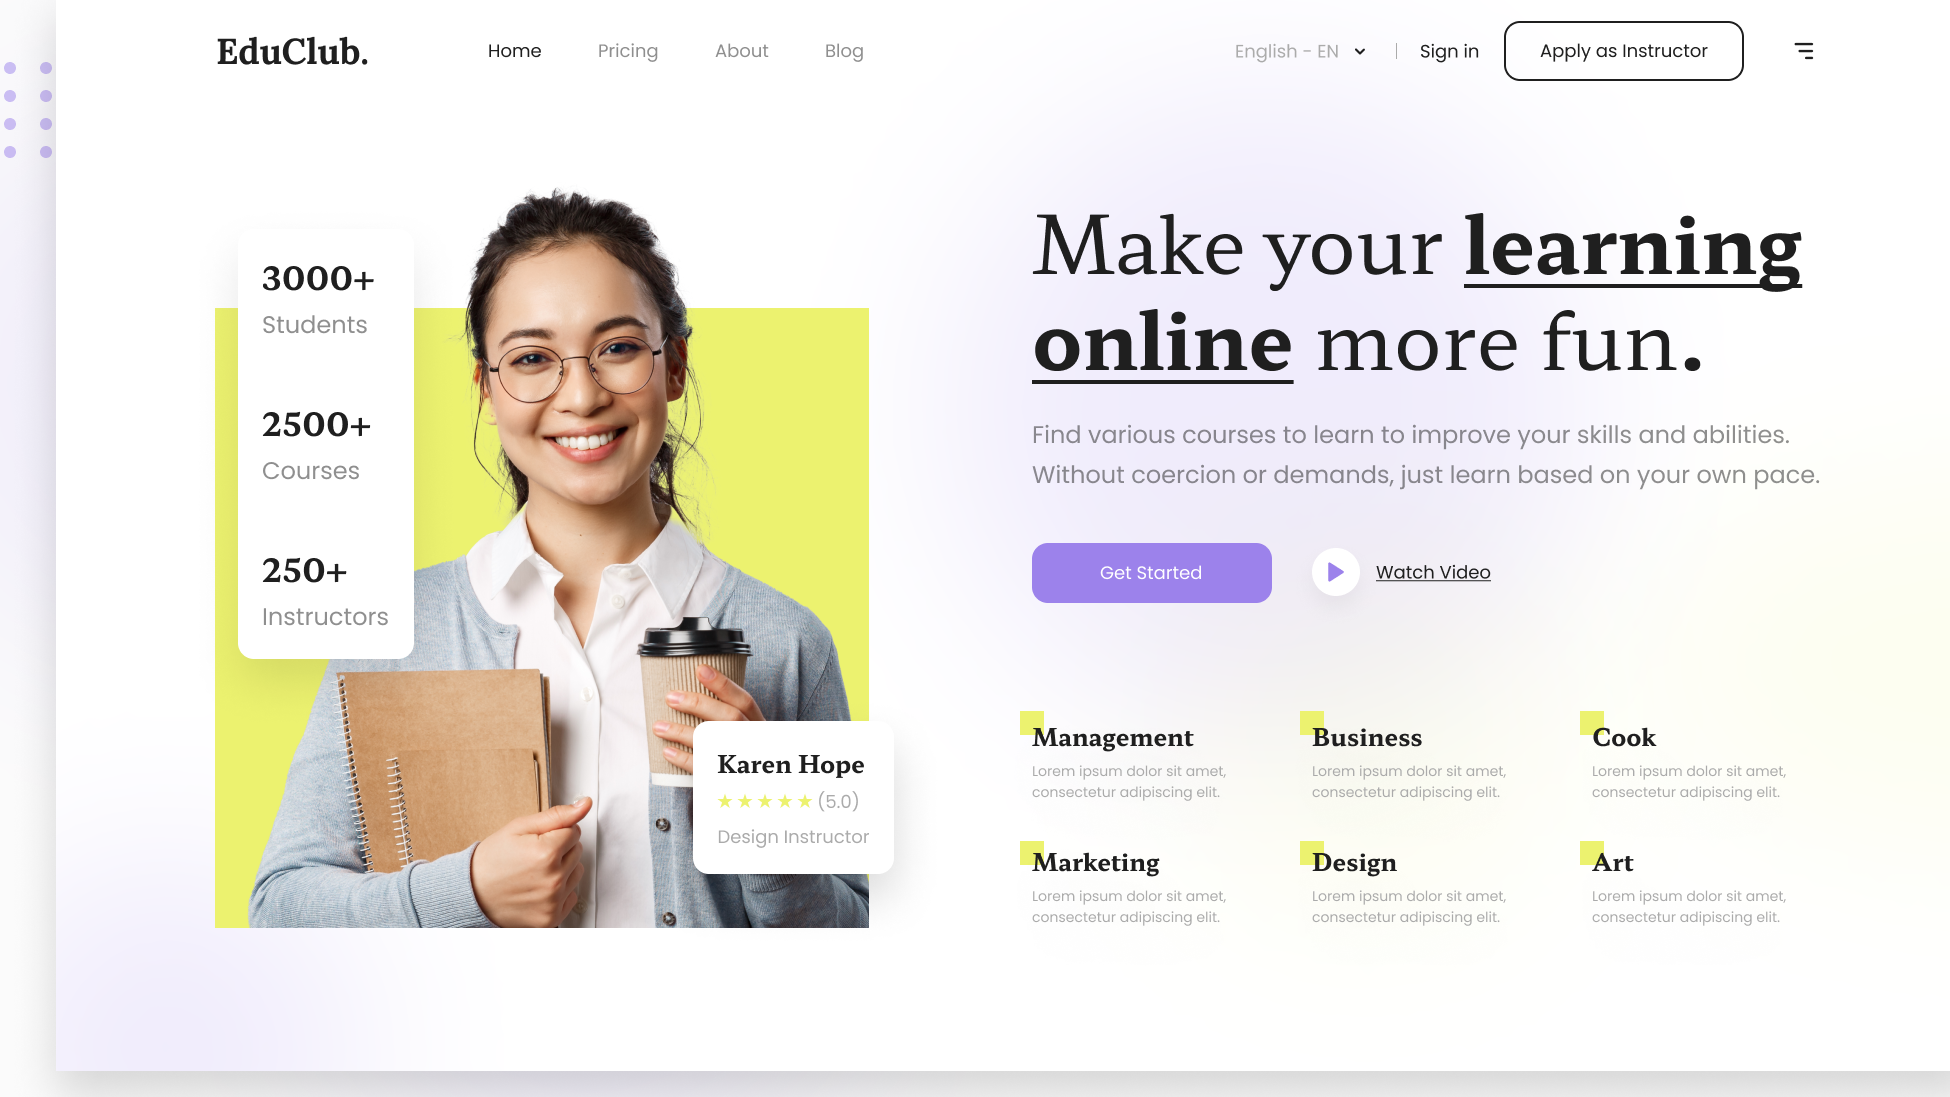 EduClub.
Home
Pricing
About
Blog
English - EN
Sign in
Apply as Instructor
3000+
Students
2500+
Courses
250+
Instructors
Karen Hope
★★★★★ (5.0)
Design Instructor
Make your learning
online more fun.
Find various courses to learn to improve your skills and abilities.
Without coercion or demands, just learn based on your own pace.
Get Started
Watch Video
Management
Lorem ipsum dolor sit amet,
consectetur adipiscing elit.
Business
Lorem ipsum dolor sit amet,
consectetur adipiscing elit.
Cook
Lorem ipsum dolor sit amet,
consectetur adipiscing elit.
Marketing
Lorem ipsum dolor sit amet,
consectetur adipiscing elit.
Design
Lorem ipsum dolor sit amet,
consectetur adipiscing elit.
Art
Lorem ipsum dolor sit amet,
consectetur adipiscing elit.